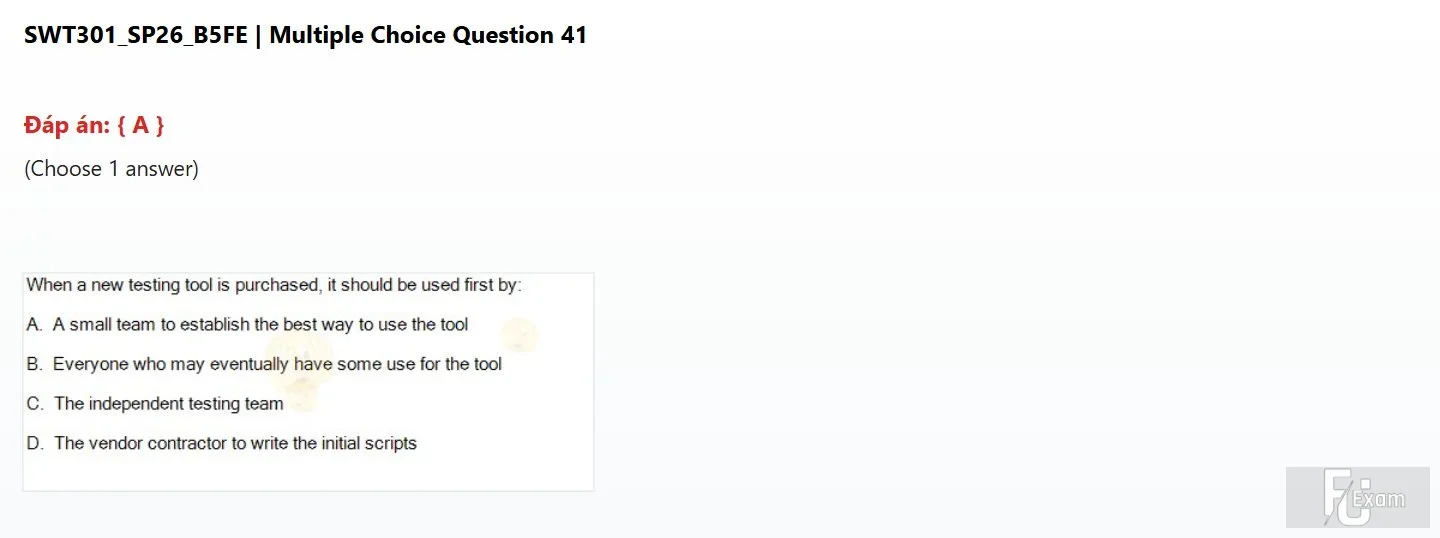 SWT301_SP26_B5FE | Multiple Choice Question 41
Đáp án: { A }
(Choose 1 answer)
When a new testing tool is purchased, it should be used first by:
A. A small team to establish the best way to use the tool
B. Everyone who may eventually have some use for the tool
C. The independent testing team
D. The vendor contractor to write the initial scripts
FU Exam